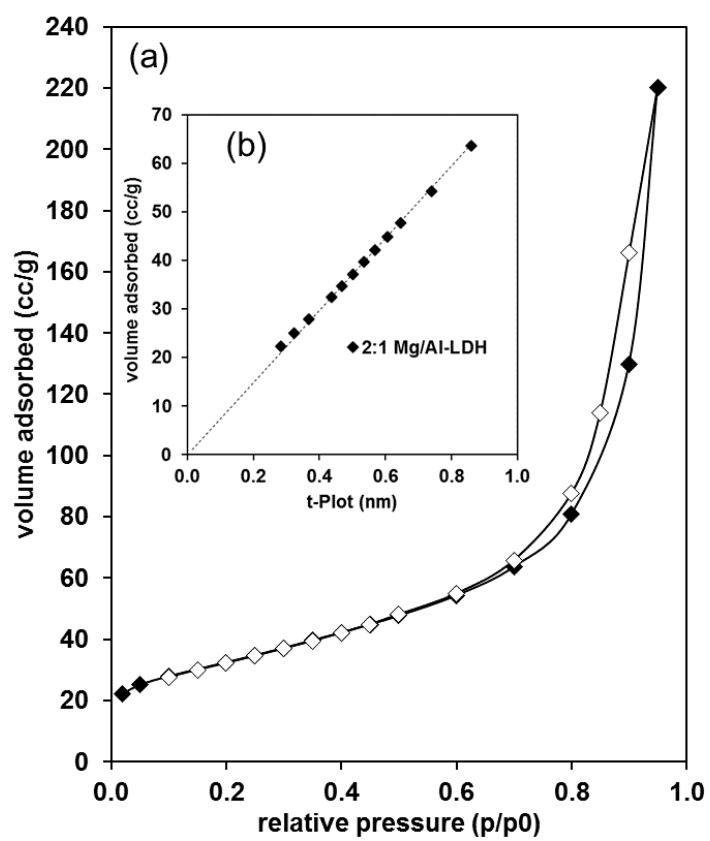 240
220
200
180
160
140
120
100
80
60
40
20
0
volume adsorbed (cc/g)
(a)
70
60
50
40
30
20
10
0
volume adsorbed (cc/g)
(b)
2:1 Mg/Al-LDH
0.0 0.2 0.4 0.6 0.8 1.0
t-Plot (nm)
0.0 0.2 0.4 0.6 0.8 1.0
relative pressure (p/p0)